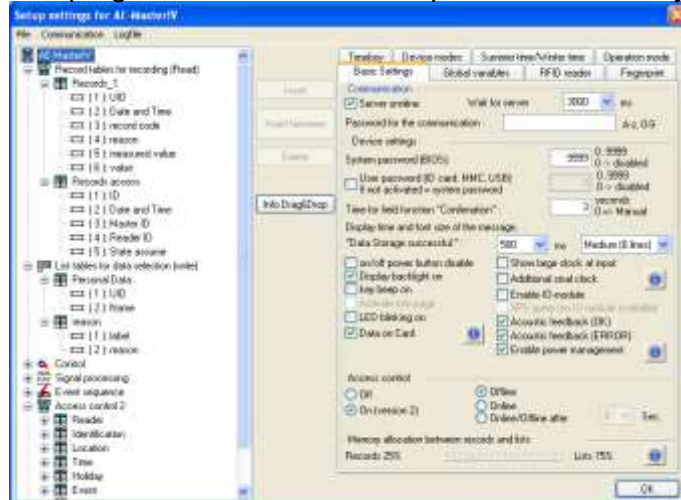 Setup settings for AE-MasterIV
File Communication Logfile
AE-MasterIV
Record tables for recording (Read)
Records_1
( 1 ) UID
( 2 ) Date and Time
( 3 ) record code
( 4 ) reason
( 5 ) measured value
( 6 ) value
Records access
( 1 ) ID
( 2 ) Date and Time
( 3 ) Master ID
( 4 ) Reader ID
( 5 ) State assume
List tables for data selection
Personal Data
( 1 ) UID
( 2 ) Name
reason
( 1 ) label
( 2 ) reason
Control
Signal processing
Event sequence
Access control 2
Reader
Identification
Location
Time
Holiday
Event
Info Drag&Drop
Timeboy Device modes Summer time/Winter time Operation mode
Basic Settings Global variables RFID reader Fingerprint
Communication
Server online Wait for server 3000 ms
Password for the communication
Device settings
System password (BIOS) 9999 0..9999
0 = disabled
User password (ID card, MMC, USB) 0..9999
If not activated = system password 0 = disabled
Time for field function "Confirmation" 3 seconds
0 = Manual
Display time and font size of the message
"Data Storage successful" 500 ms Medium (8 lines)
on/off power button disable Show large clock at input
Display backlight on Additional small clock
key beep on Enable IO-module
LED blinking on Acoustic feedback (OK)
Data on Card Acoustic feedback (ERROR)
Enable power management
Access control
Off Offline
On (version 2) Online
Online/Offline after 1 Sec.
Memory allocation between records and lists
Records 25% Lists 75%
OK